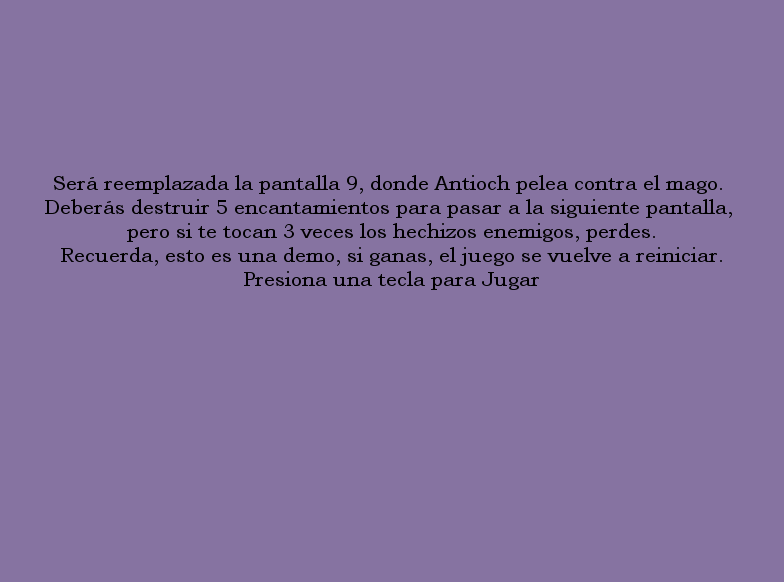 Será reemplazada la pantalla 9, donde Antioch pelea contra el mago.
Deberás destruir 5 encantamientos para pasar a la siguiente pantalla,
pero si te tocan 3 veces los hechizos enemigos, perdes.
Recuerda, esto es una demo, si ganas, el juego se vuelve a reiniciar.
Presiona una tecla para Jugar